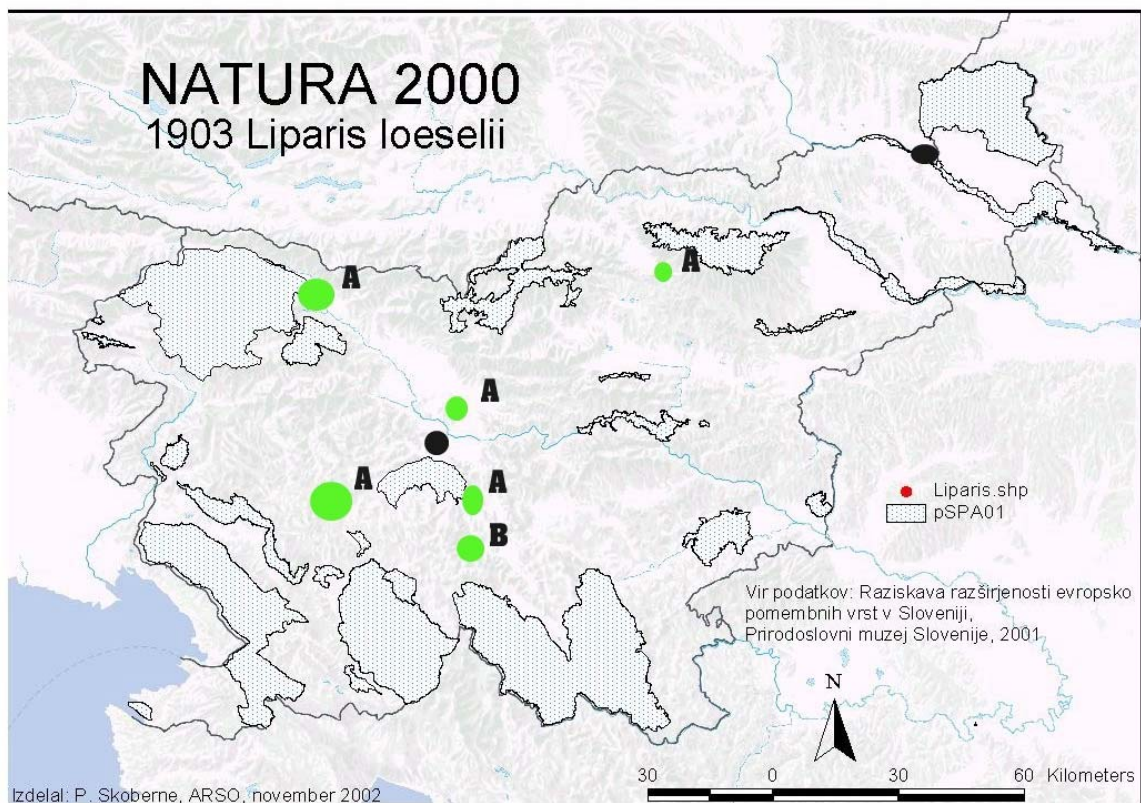 NATURA 2000
1903 Liparis loeselii
A
A
A
A
A
B
Liparis.shp
pSPA01
Vir podatkov: Raziskava razširjenosti evropsko
pomembnih vrst v Sloveniji,
Prirodoslovni muzej Slovenije, 2001
N
30 0 30 60 Kilometers
Izdelal: P. Skoberne, ARSO, november 2002